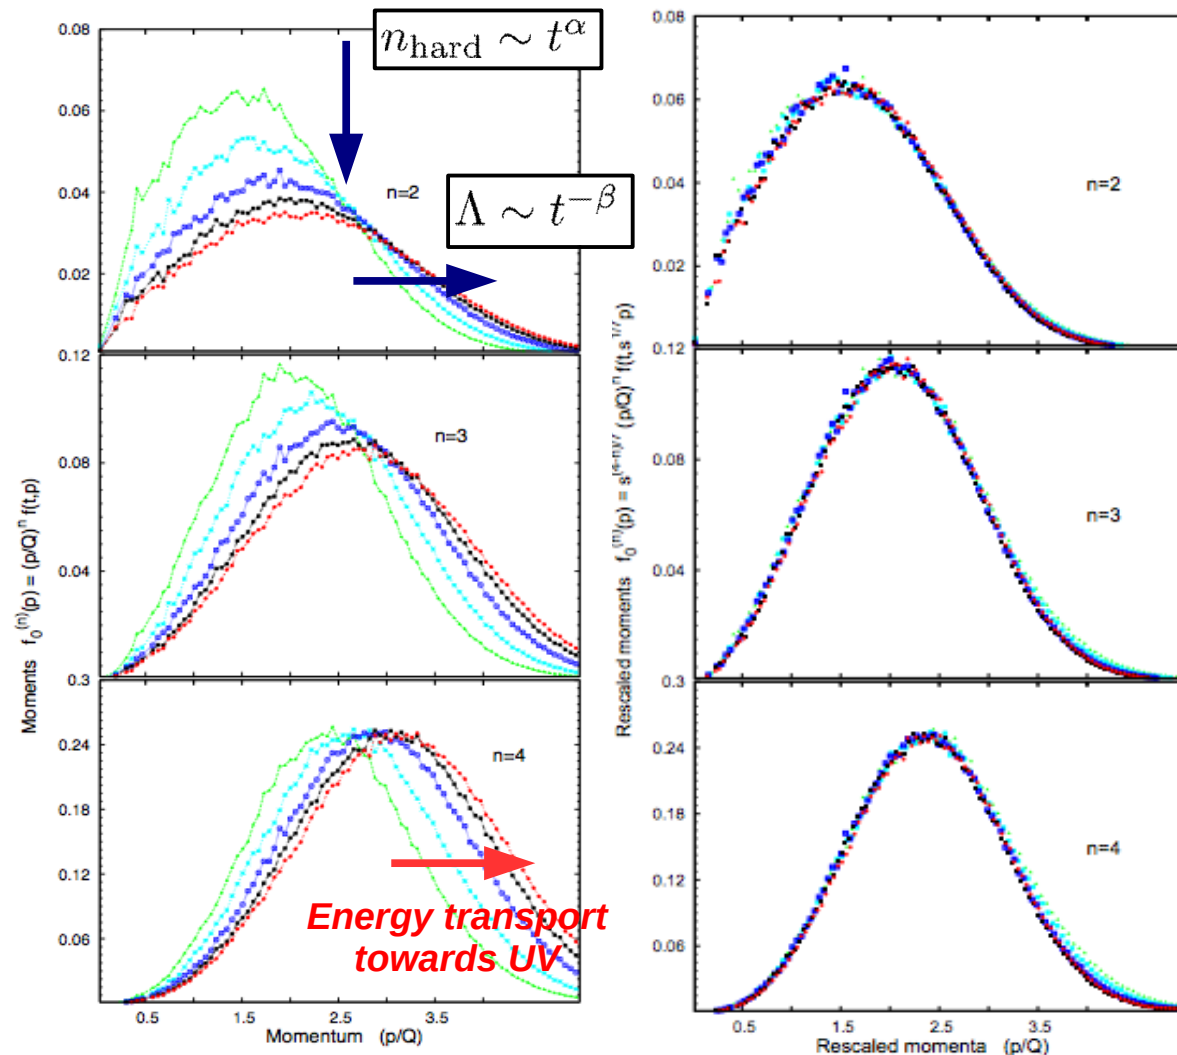 0.08
0.06
0.04
0.02
n_hard ~ t^α
n=2
Λ ~ t^−β
0.12
0.08
0.04
n=3
0.3
0.24
0.18
0.12
0.06
n=4
Energy transport
towards UV
0.5 1.5 2.5 3.5
Momentum (p/Q)
Moments f_0^(n)(p) = (p/Q)^n f(t,p)
0.08
0.06
0.04
0.02
n=2
0.12
0.08
0.04
n=3
0.3
0.24
0.18
0.12
0.06
n=4
0.5 1.5 2.5 3.5
Rescaled momenta (p/Q)
Rescaled moments f_0^(n)(p) = s^(4-n)/7 (p/Q)^n f(t,s^1/7 p)